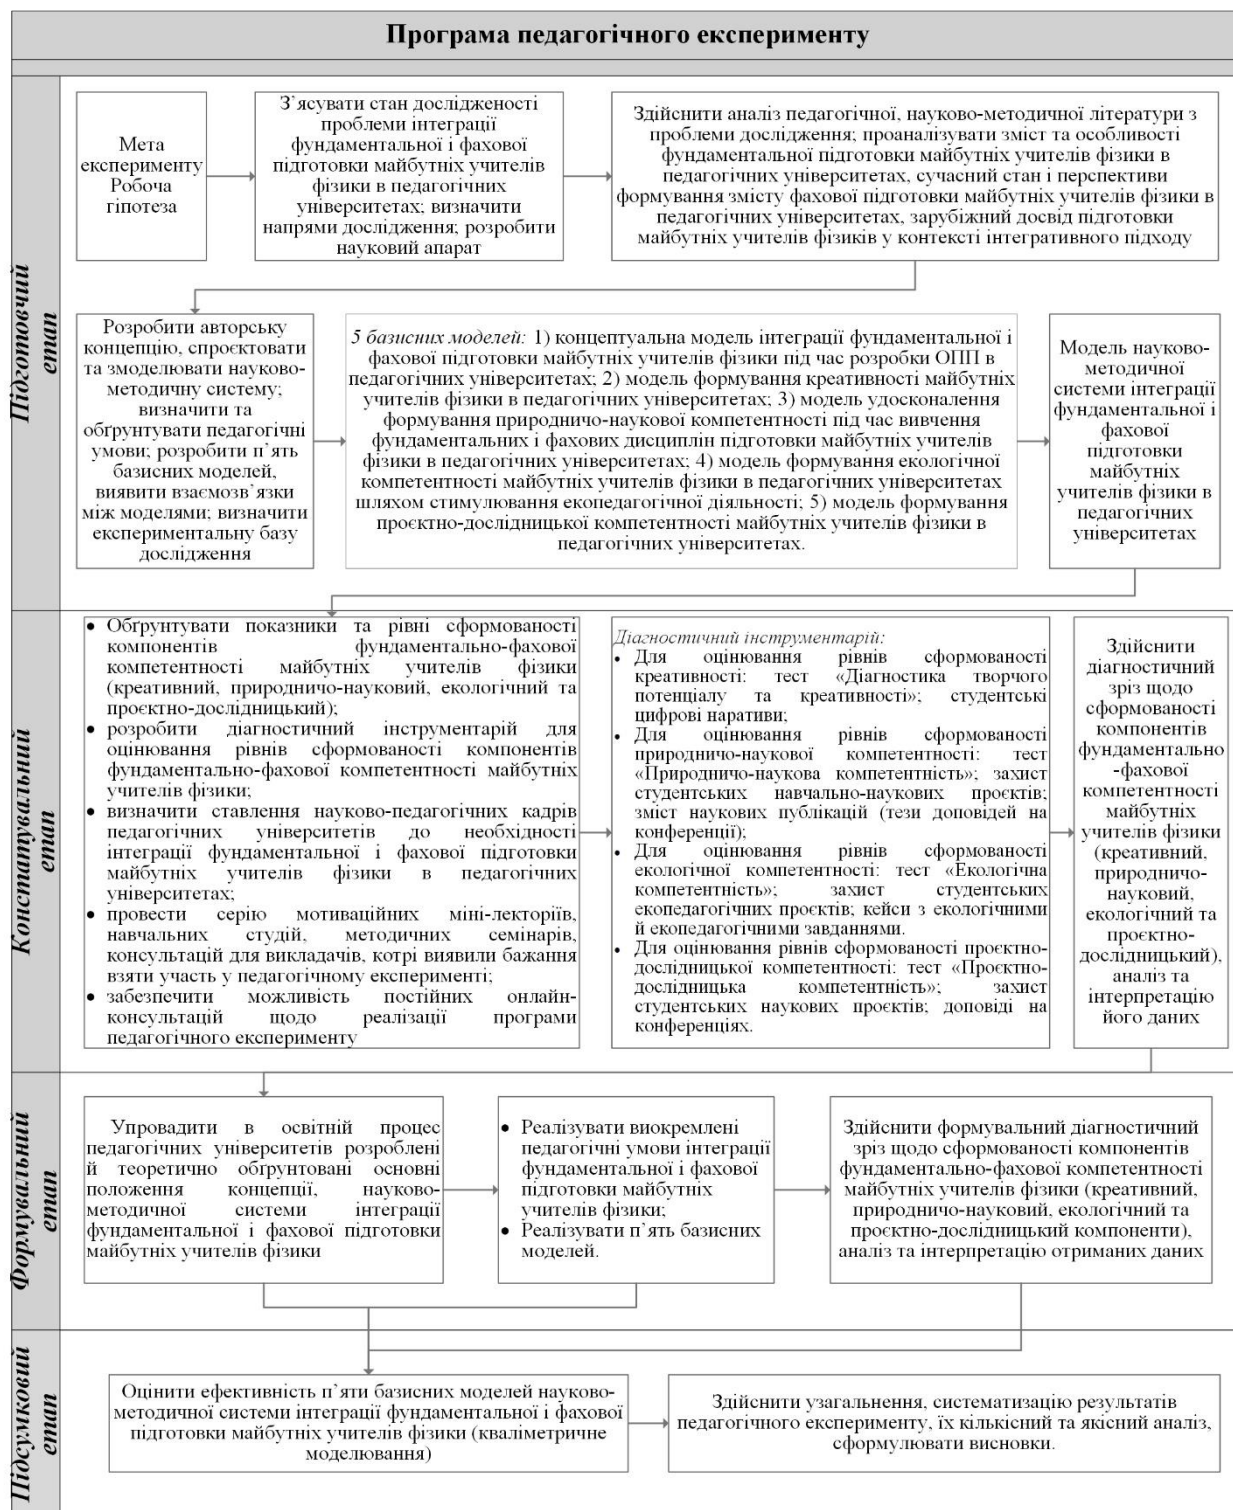 Програма педагогічного експерименту
Підготовчий
етап
Мета
експерименту
Робоча
гіпотеза
З`ясувати стан дослідженості
проблеми інтеграції
фундаментальної і фахової
підготовки майбутніх учителів
фізики в педагогічних
університетах; визначити
напрями дослідження; розробити
науковий апарат
Здійснити аналіз педагогічної, науково-методичної літератури з
проблеми дослідження; проаналізувати зміст та особливості
фундаментальної підготовки майбутніх учителів фізики в
педагогічних університетах, сучасний стан і перспективи
формування змісту фахової підготовки майбутніх учителів фізики в
педагогічних університетах, зарубіжний досвід підготовки
майбутніх учителів фізиків у контексті інтегративного підходу
Розробити авторську
концепцію, спроєктовати
та змоделювати науково-
методичну систему;
визначити та
обґрунтувати педагогічні
умови; розробити п`ять
базисних моделей,
виявити взаємозв`язки
між моделями; визначити
експериментальну базу
дослідження
5 базисних моделей: 1) концептуальна модель інтеграції фундаментальної і
фахової підготовки майбутніх учителів фізики під час розробки ОПП в
педагогічних університетах; 2) модель формування креативності майбутніх
учителів фізики в педагогічних університетах; 3) модель удосконалення
формування природничо-наукової компетентності під час вивчення
фундаментальних і фахових дисциплін підготовки майбутніх учителів
фізики в педагогічних університетах; 4) модель формування екологічної
компетентності майбутніх учителів фізики в педагогічних університетах
шляхом стимулювання екопедагогічної діяльності; 5) модель формування
проєктно-дослідницької компетентності майбутніх учителів фізики в
педагогічних університетах.
Модель науково-
методичної
системи інтеграції
фундаментальної і
фахової
підготовки
майбутніх
учителів фізики в
педагогічних
університетах
Констатувальний
етап
• Обґрунтувати показники та рівні сформованості
компонентів фундаментально-фахової
компетентності майбутніх учителів фізики
(креативний, природничо-науковий, екологічний та
проєктно-дослідницький);
• розробити діагностичний інструментарій для
оцінювання рівнів сформованості компонентів
фундаментально-фахової компетентності майбутніх
учителів фізики;
• визначити ставлення науково-педагогічних кадрів
педагогічних університетів до необхідності
інтеграції фундаментальної і фахової підготовки
майбутніх учителів фізики в педагогічних
університетах;
• провести серію мотиваційних міні-лекторіїв,
навчальних студій, методичних семінарів,
консультацій для викладачів, котрі виявили бажання
взяти участь у педагогічному експерименті;
• забезпечити можливість постійних онлайн-
консультацій щодо реалізації програми
педагогічного експерименту
Діагностичний інструментарій:
• Для оцінювання рівнів сформованості
креативності: тест «Діагностика творчого
потенціалу та креативності»; студентські
цифрові наративи;
• Для оцінювання рівнів сформованості
природничо-наукової компетентності: тест
«Природничо-наукова компетентність»; захист
студентських навчально-наукових проєктів;
зміст наукових публікацій (тези доповідей на
конференції);
• Для оцінювання рівнів сформованості
екологічної компетентності: тест «Екологічна
компетентність»; захист студентських
екопедагогічних проєктів; кейси з екологічними
й екопедагогічними завданнями.
• Для оцінювання рівнів сформованості проєктно-
дослідницької компетентності: тест «Проєктно-
дослідницька компетентність»; захист
студентських наукових проєктів; доповіді на
конференціях.
Здійснити
діагностичний
зріз щодо
сформованості
компонентів
фундаментально
-фахової
компетентності
майбутніх
учителів фізики
(креативний,
природничо-
науковий,
екологічний та
проєктно-
дослідницький),
аналіз та
інтерпретацію
його даних
Формувальний
етап
Упровадити в освітній процес
педагогічних університетів розроблені
й теоретично обґрунтовані основні
положення концепції, науково-
методичної системи інтеграції
фундаментальної і фахової підготовки
майбутніх учителів фізики
• Реалізувати виокремлені
педагогічні умови інтеграції
фундаментальної і фахової
підготовки майбутніх
учителів фізики;
• Реалізувати п`ять базисних
моделей.
Здійснити формувальний діагностичний
зріз щодо сформованості компонентів
фундаментально-фахової компетентності
майбутніх учителів фізики (креативний,
природничо-науковий, екологічний та
проєктно-дослідницький компоненти),
аналіз та інтерпретацію отриманих даних
Підсумковий
етап
Оцінити ефективність п`яти базисних моделей науково-
методичної системи інтеграції фундаментальної і фахової
підготовки майбутніх учителів фізики (кваліметричне
моделювання)
Здійснити узагальнення, систематизацію результатів
педагогічного експерименту, їх кількісний та якісний аналіз,
сформулювати висновки.